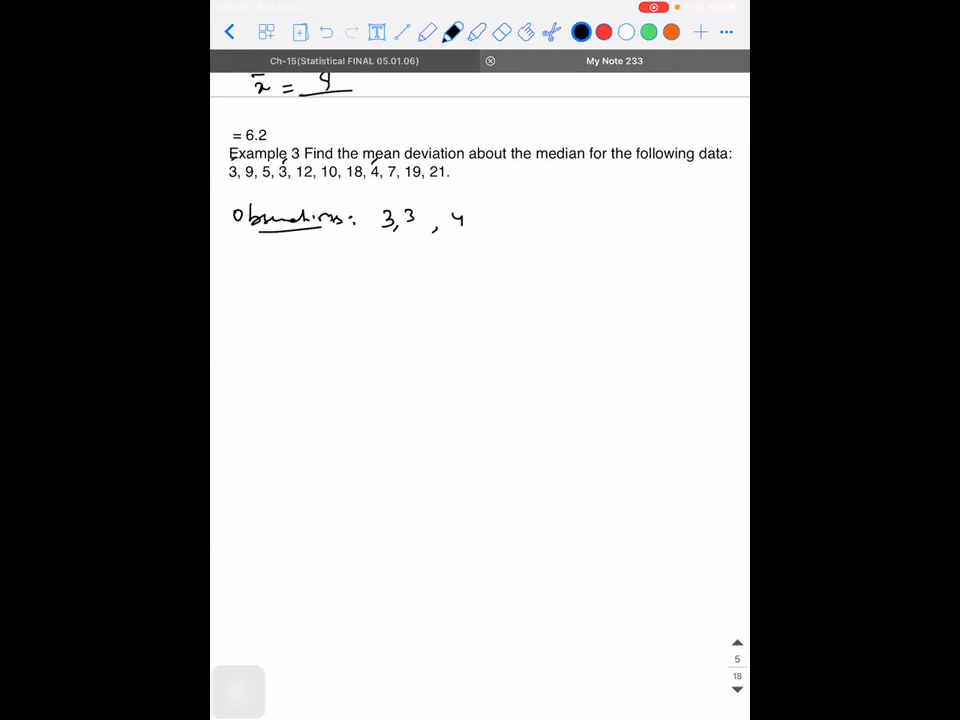 Ch-15(Statistical FINAL 05.01.06)
My Note 233
x̄ = 9
= 6.2
Example 3 Find the mean deviation about the median for the following data:
3, 9, 5, 3, 12, 10, 18, 4, 7, 19, 21.
Observations: 3, 3, 4
5
18